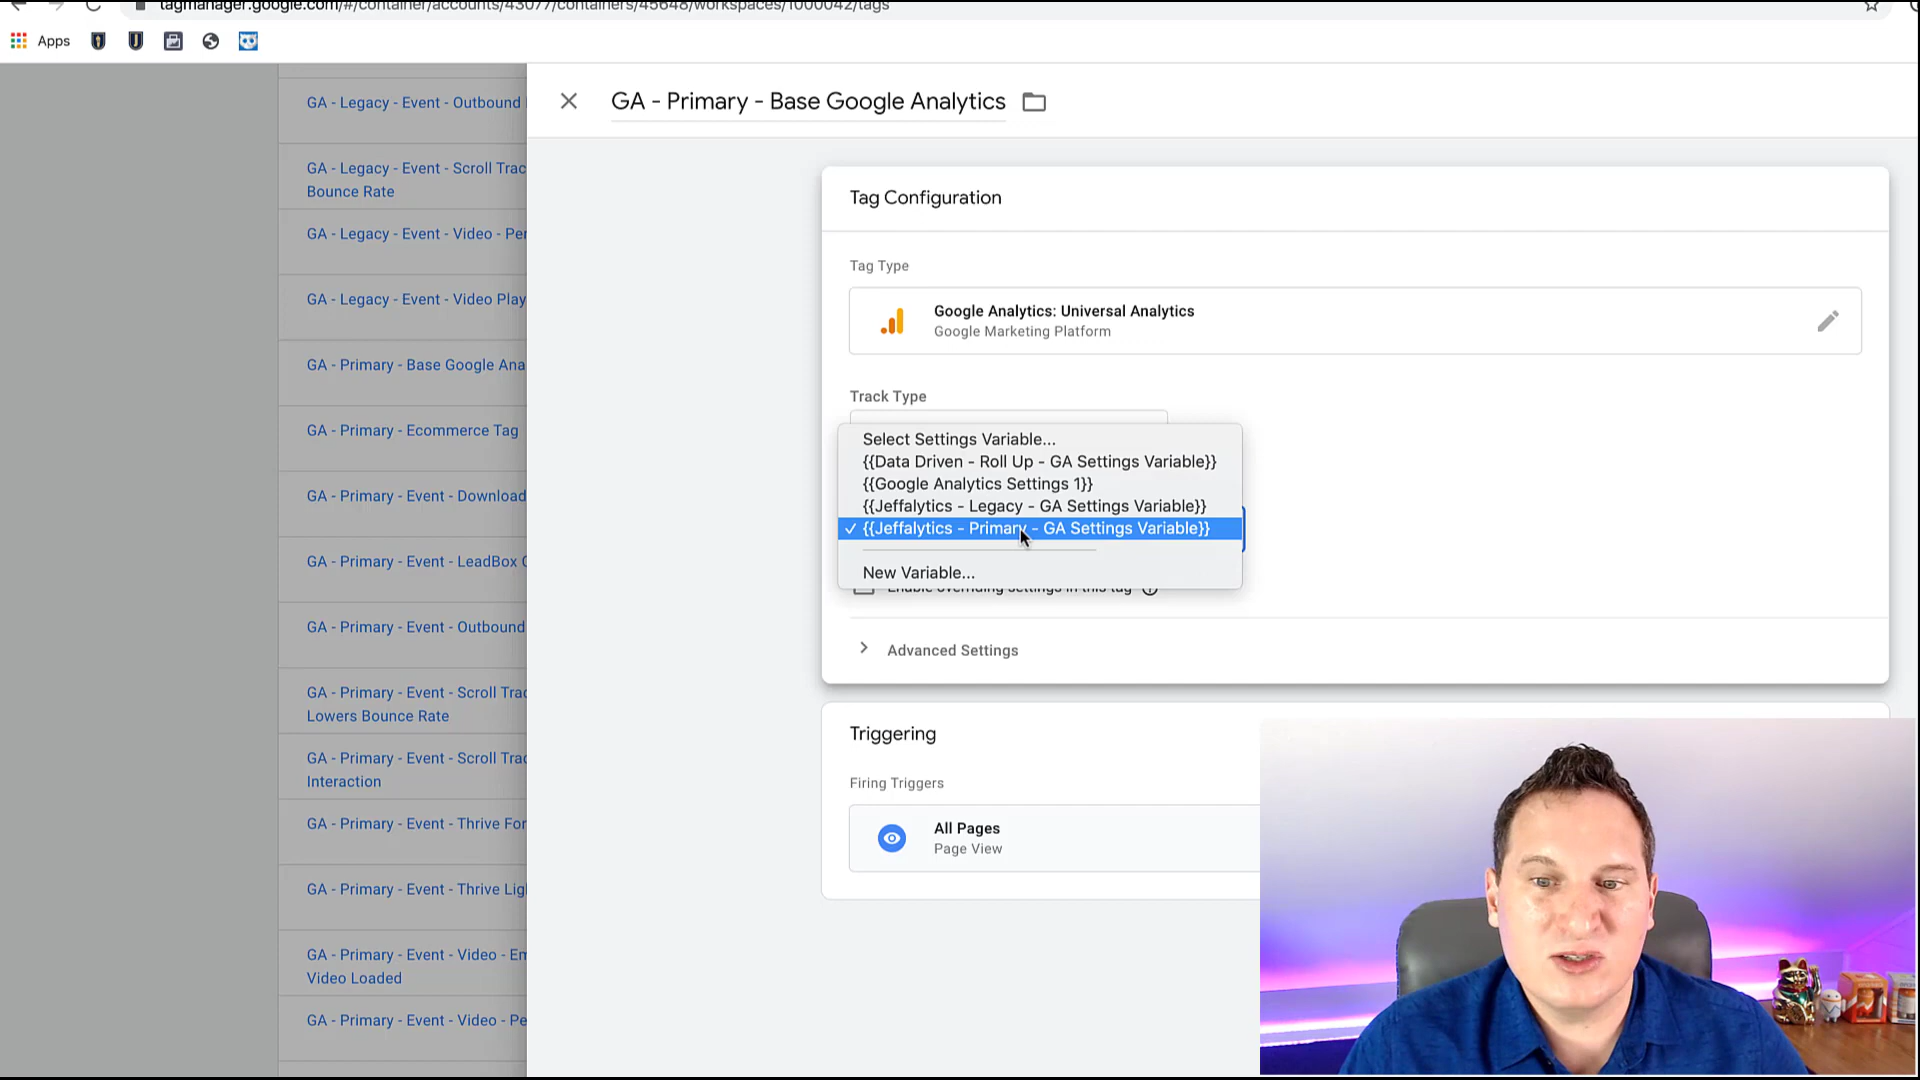 tagmanager.google.com/#/container/accounts/43077/containers/45648/workspaces/1000042/tags
Apps
GA - Legacy - Event - Outbound
GA - Legacy - Event - Scroll Trac
Bounce Rate
GA - Legacy - Event - Video - Per
GA - Legacy - Event - Video Play
GA - Primary - Base Google Ana
GA - Primary - Ecommerce Tag
GA - Primary - Event - Download
GA - Primary - Event - LeadBox
GA - Primary - Event - Outbound
GA - Primary - Event - Scroll Trac
Lowers Bounce Rate
GA - Primary - Event - Scroll Trac
Interaction
GA - Primary - Event - Thrive For
GA - Primary - Event - Thrive Lig
GA - Primary - Event - Video - Em
Video Loaded
GA - Primary - Event - Video - Pe
GA - Primary - Base Google Analytics
Tag Configuration
Tag Type
Google Analytics: Universal Analytics
Google Marketing Platform
Track Type
Select Settings Variable...
{{Data Driven - Roll Up - GA Settings Variable}}
{{Google Analytics Settings 1}}
{{Jeffalytics - Legacy - GA Settings Variable}}
{{Jeffalytics - Primary - GA Settings Variable}}
New Variable...
Enable overriding settings in this tag
Advanced Settings
Triggering
Firing Triggers
All Pages
Page View